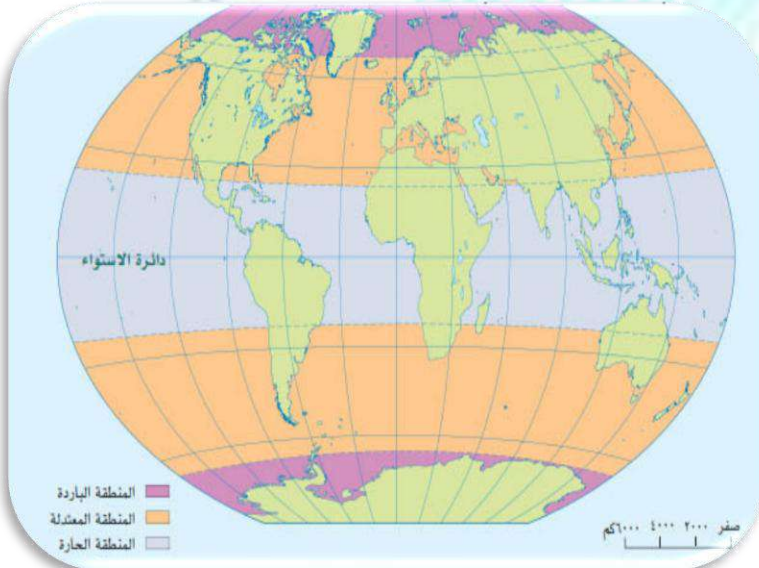 دائرة الاستواء
المنطقة الباردة
المنطقة المعتدلة
المنطقة الحارة
صفر ٢٠٠٠ ٤٠٠٠ ٦٠٠٠كم